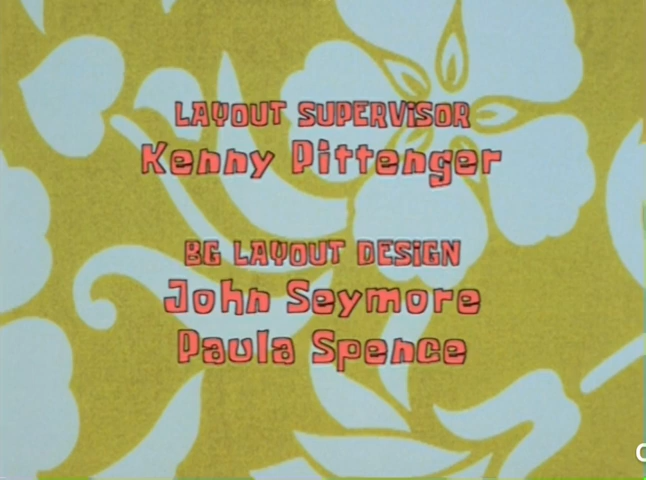 LAYOUT SUPERViSOR
Kenny Pittenger
BG LAYOUT DESiGN
John Seymore
Paula Spence